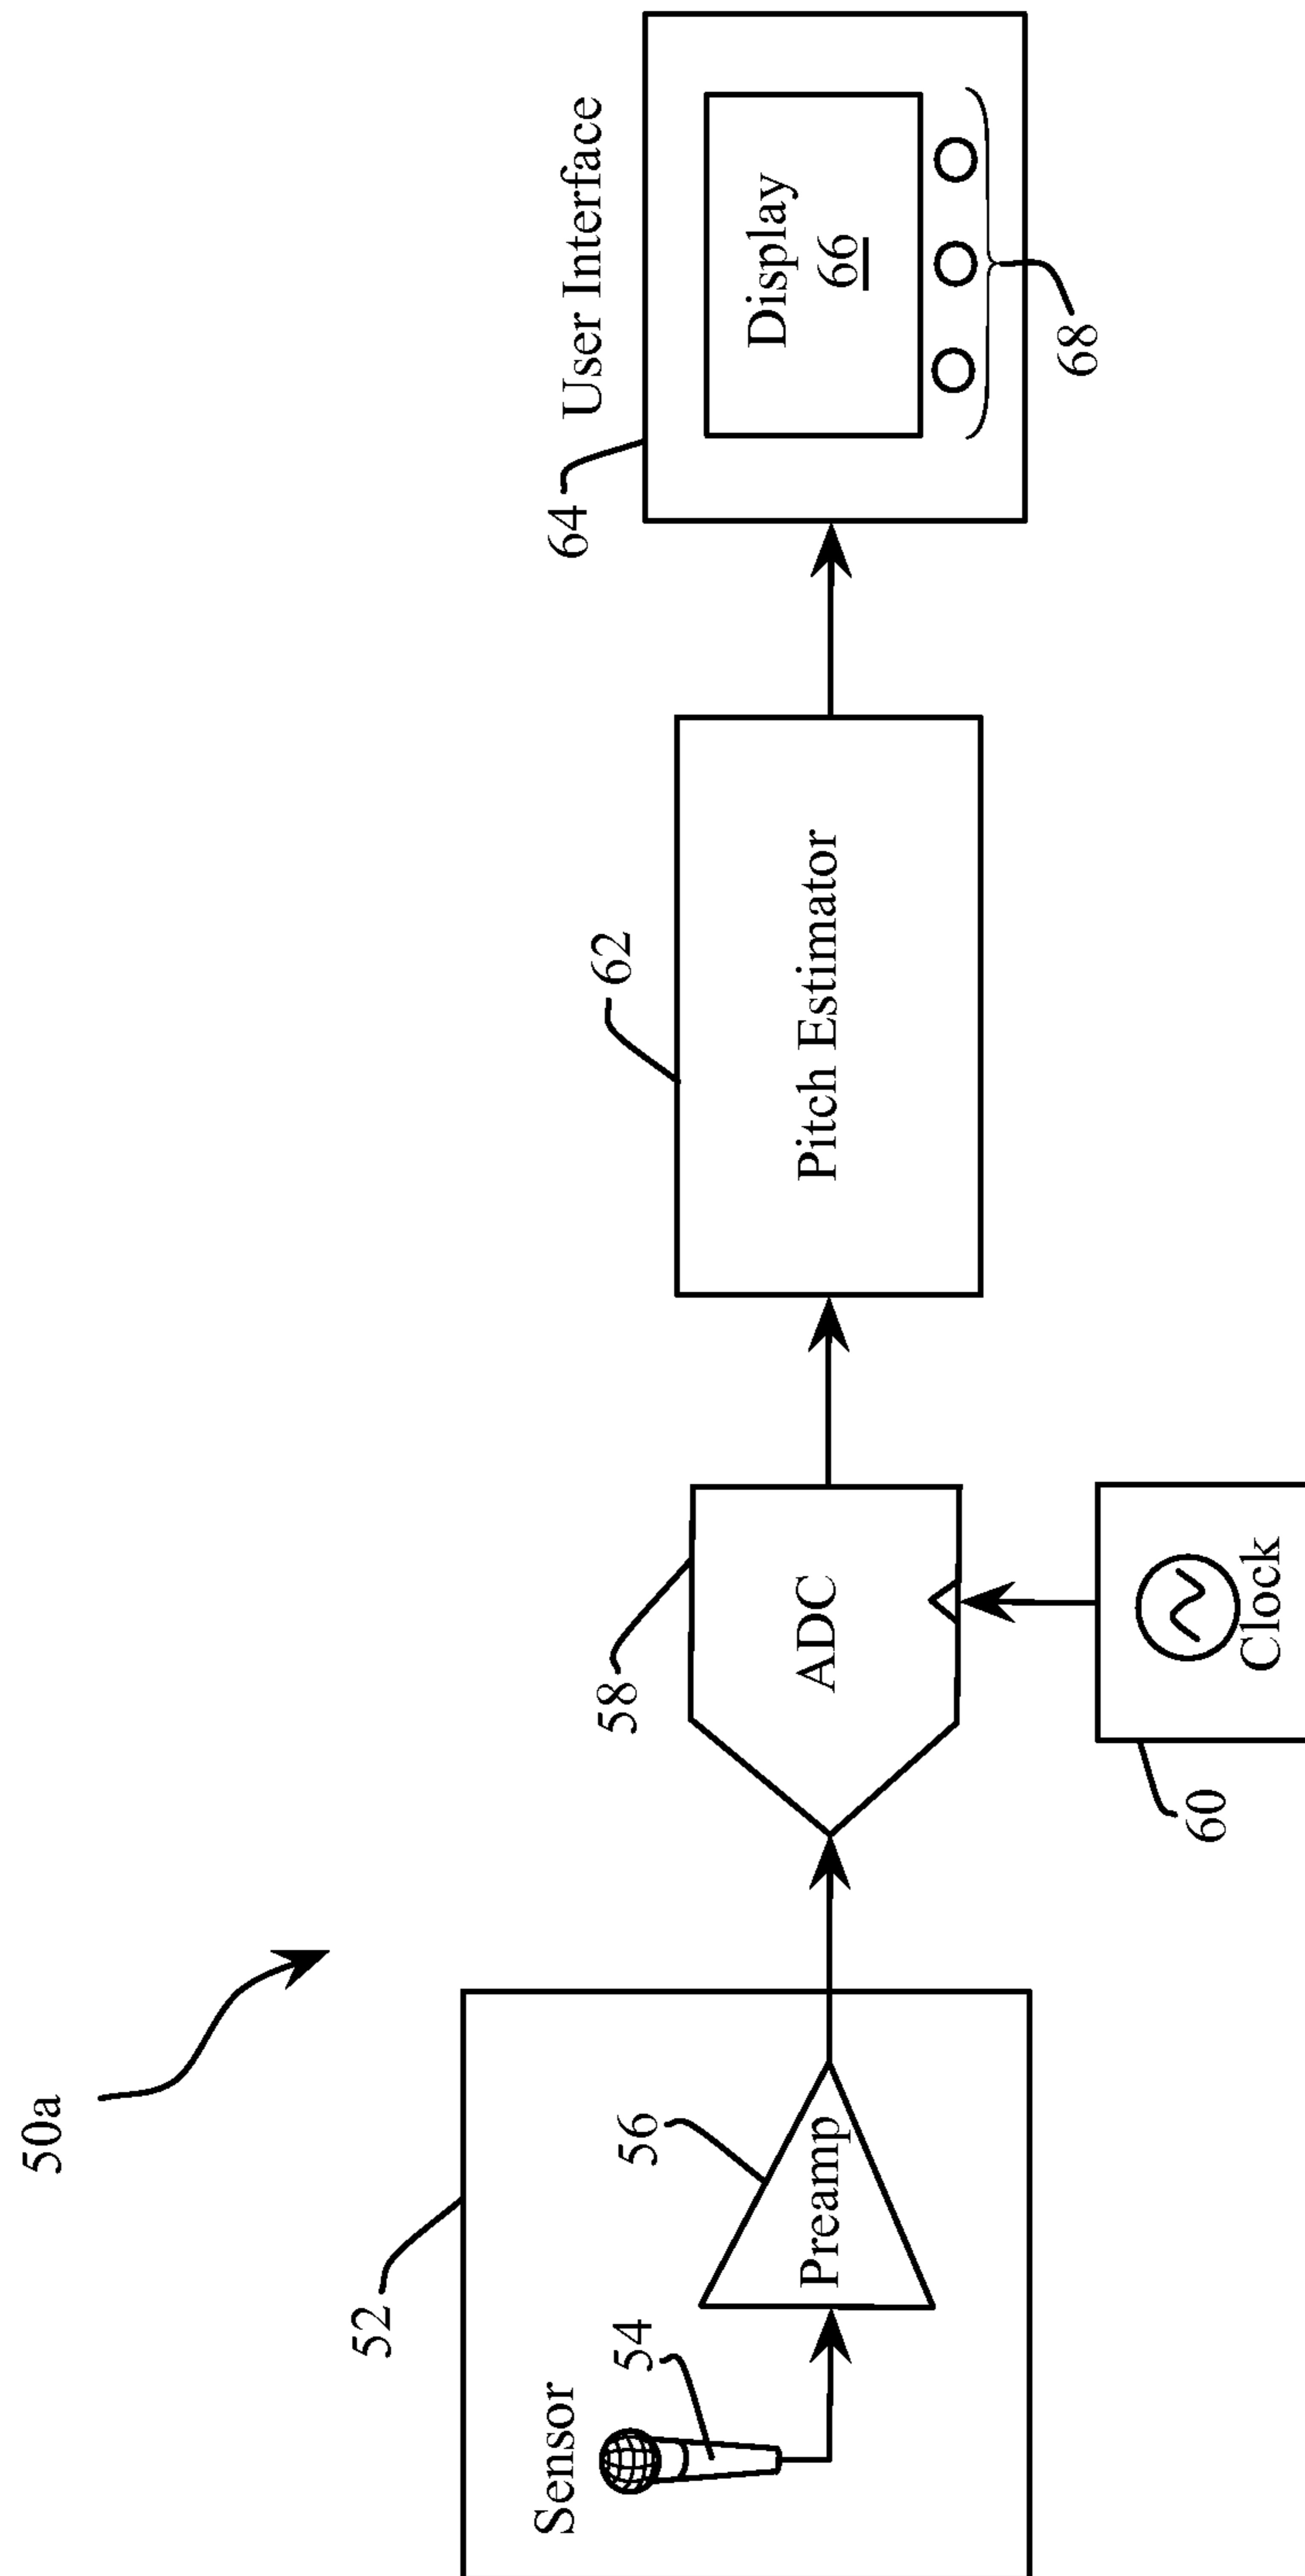 50a
52
Sensor
54
56
Preamp
58
ADC
60
Clock
62
Pitch Estimator
64
User Interface
Display
66
68